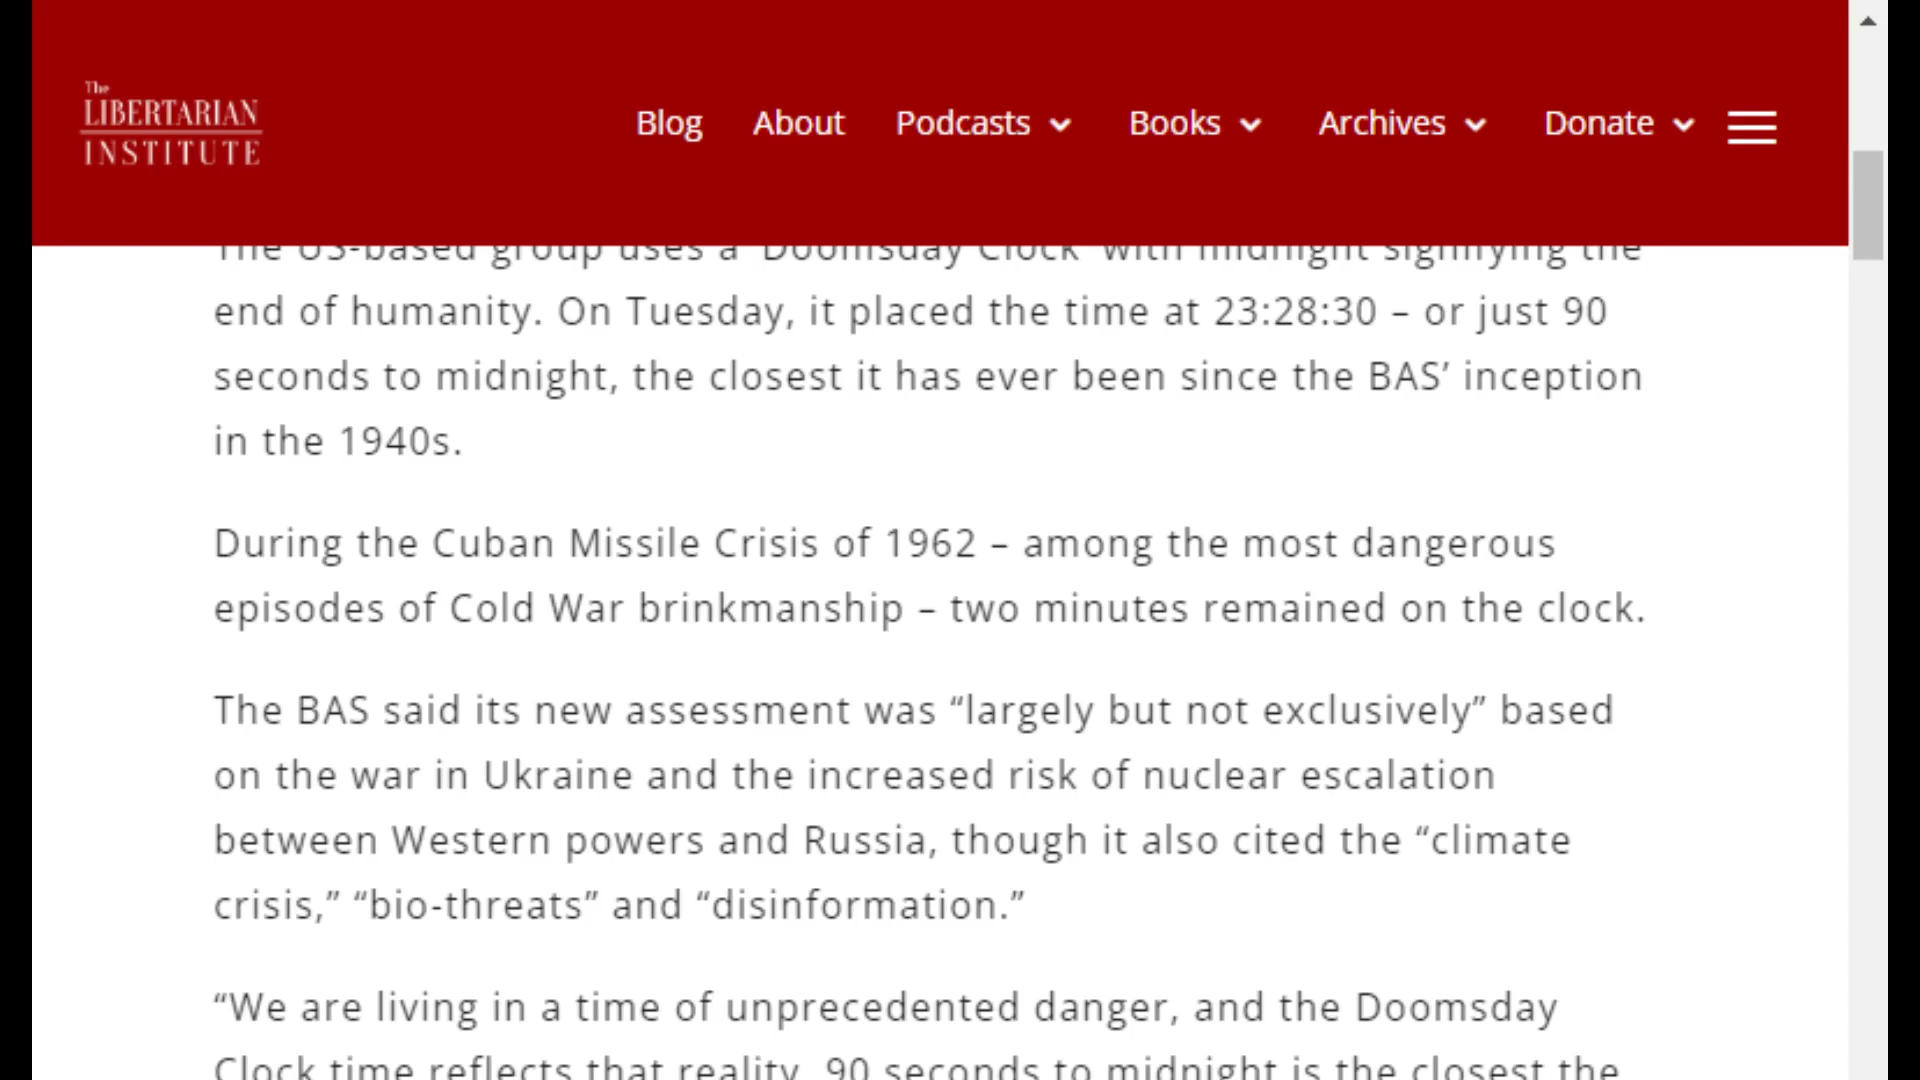 The
LIBERTARIAN
INSTITUTE
Blog About Podcasts Books Archives Donate
The US-based group uses a "Doomsday Clock" with midnight signifying the
end of humanity. On Tuesday, it placed the time at 23:28:30 – or just 90
seconds to midnight, the closest it has ever been since the BAS’ inception
in the 1940s.
During the Cuban Missile Crisis of 1962 – among the most dangerous
episodes of Cold War brinkmanship – two minutes remained on the clock.
The BAS said its new assessment was “largely but not exclusively” based
on the war in Ukraine and the increased risk of nuclear escalation
between Western powers and Russia, though it also cited the “climate
crisis,” “bio-threats” and “disinformation.”
“We are living in a time of unprecedented danger, and the Doomsday
Clock time reflects that reality. 90 seconds to midnight is the closest the